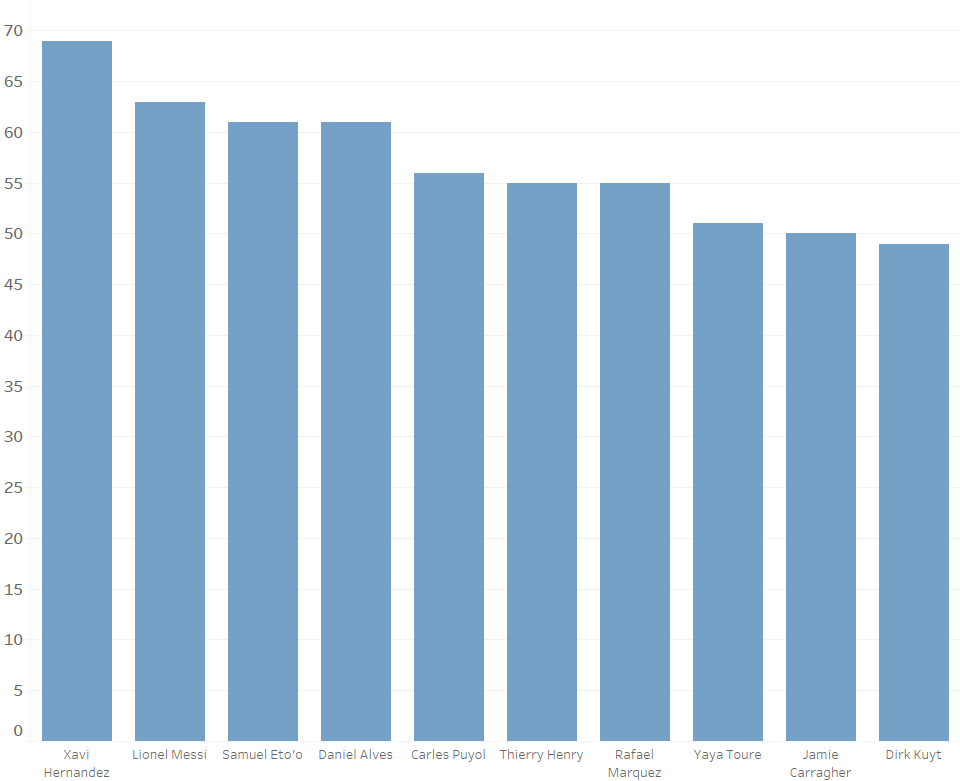 70
65
60
55
50
45
40
35
30
25
20
15
10
5
0
Xavi Hernandez
Lionel Messi
Samuel Eto’o
Daniel Alves
Carles Puyol
Thierry Henry
Rafael Marquez
Yaya Toure
Jamie Carragher
Dirk Kuyt